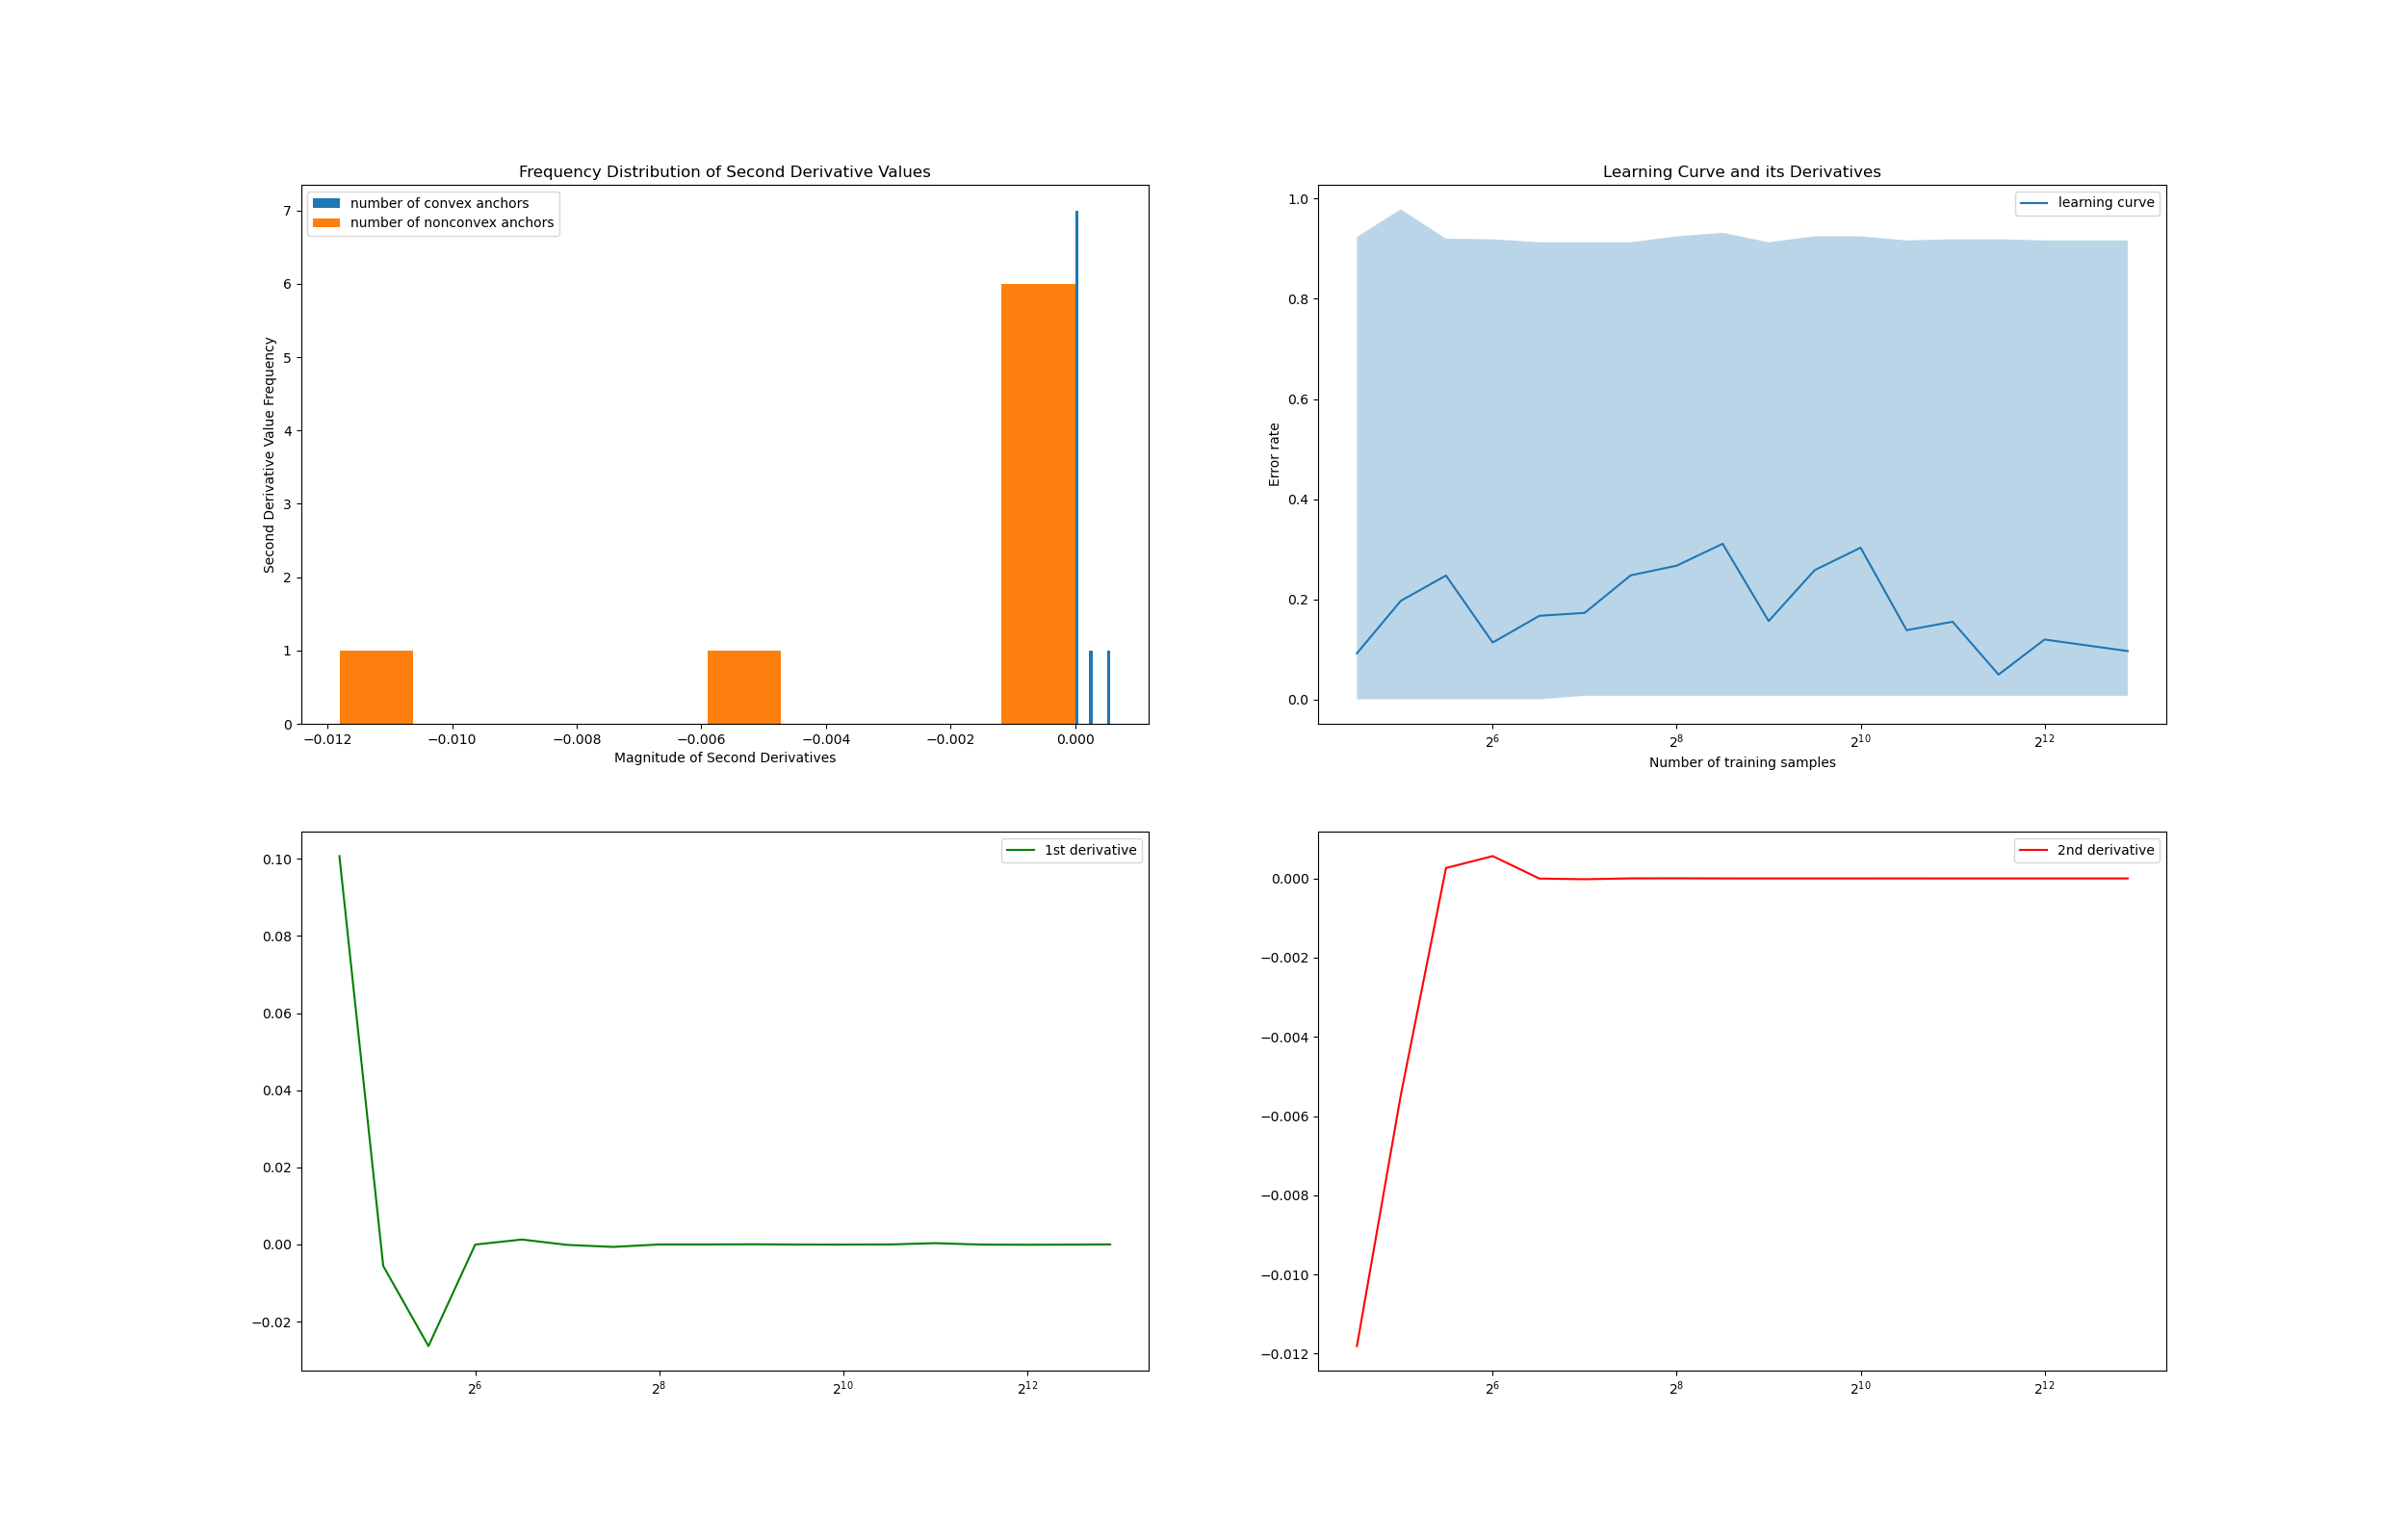 Frequency Distribution of Second Derivative Values
number of convex anchors
number of nonconvex anchors
7
6
5
4
3
2
1
0
Second Derivative Value Frequency
−0.012 −0.010 −0.008 −0.006 −0.004 −0.002 0.000
Magnitude of Second Derivatives
Learning Curve and its Derivatives
learning curve
1.0
0.8
0.6
0.4
0.2
0.0
Error rate
2^6 2^8 2^10 2^12
Number of training samples
1st derivative
0.10
0.08
0.06
0.04
0.02
0.00
−0.02
2^6 2^8 2^10 2^12
2nd derivative
0.000
−0.002
−0.004
−0.006
−0.008
−0.010
−0.012
2^6 2^8 2^10 2^12